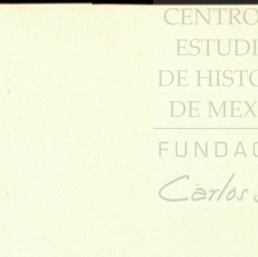 CENTRO
ESTUDI
DE HISTO
DE MEX
FUNDAC
Carlos S